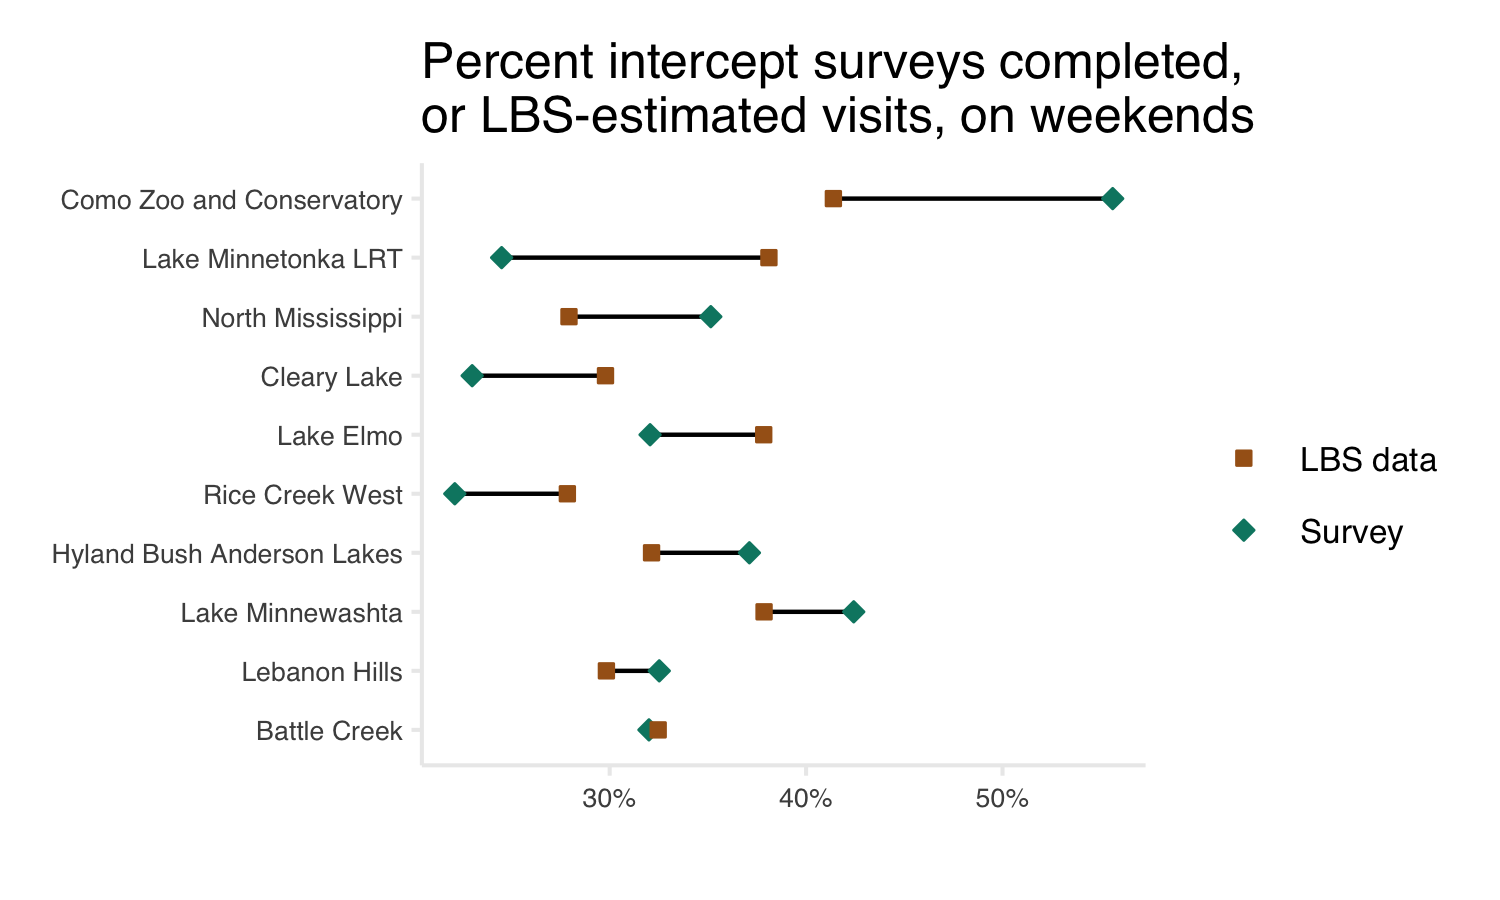 Percent intercept surveys completed,
or LBS-estimated visits, on weekends
Como Zoo and Conservatory
Lake Minnetonka LRT
North Mississippi
Cleary Lake
Lake Elmo
Rice Creek West
Hyland Bush Anderson Lakes
Lake Minnewashta
Lebanon Hills
Battle Creek
30% 40% 50%
LBS data
Survey